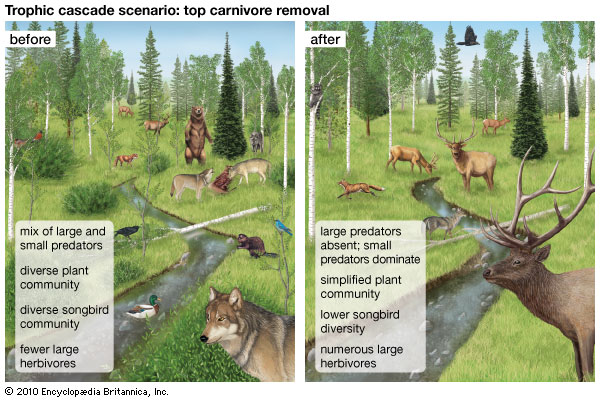 Trophic cascade scenario: top carnivore removal
before
mix of large and
small predators
diverse plant
community
diverse songbird
community
fewer large
herbivores
after
large predators
absent; small
predators dominate
simplified plant
community
lower songbird
diversity
numerous large
herbivores
© 2010 Encyclopædia Britannica, Inc.